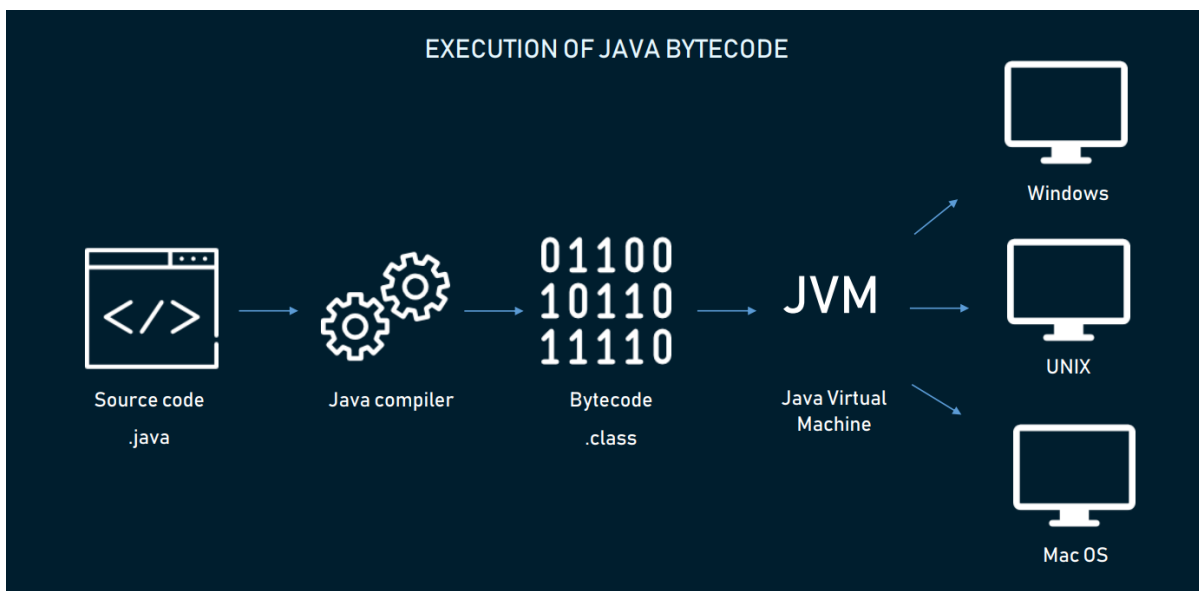 EXECUTION OF JAVA BYTECODE
Windows
</>
01100
10110
11110
JVM
UNIX
Source code
.java
Java compiler
Bytecode
.class
Java Virtual
Machine
Mac OS